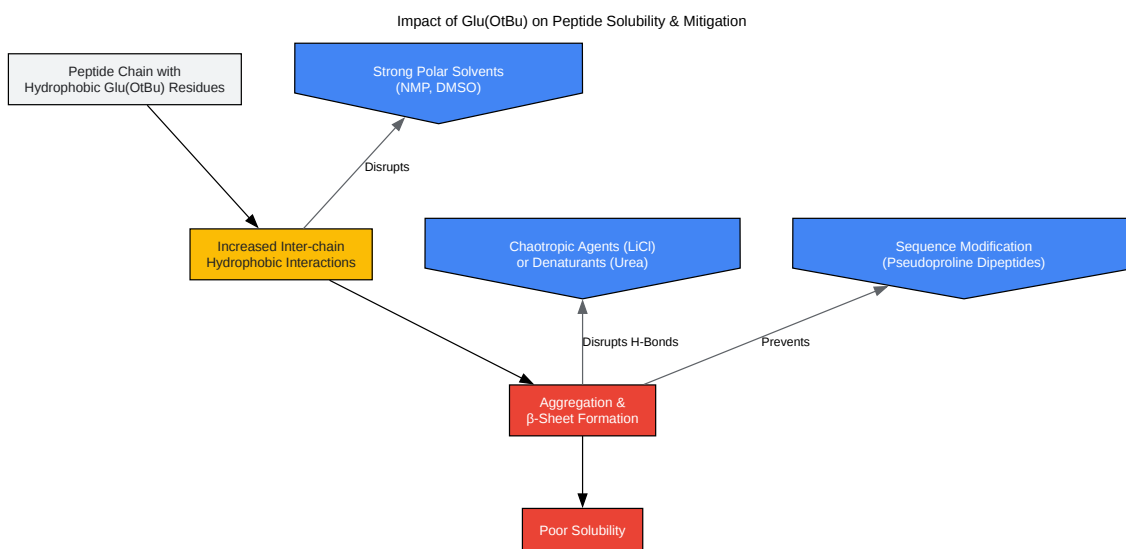 Impact of Glu(OtBu) on Peptide Solubility & Mitigation
Peptide Chain with
Hydrophobic Glu(OtBu) Residues
Strong Polar Solvents
(NMP, DMSO)
Disrupts
Increased Inter-chain
Hydrophobic Interactions
Chaotropic Agents (LiCl)
or Denaturants (Urea)
Sequence Modification
(Pseudoproline Dipeptides)
Disrupts H-Bonds
Prevents
Aggregation &
β-Sheet Formation
Poor Solubility